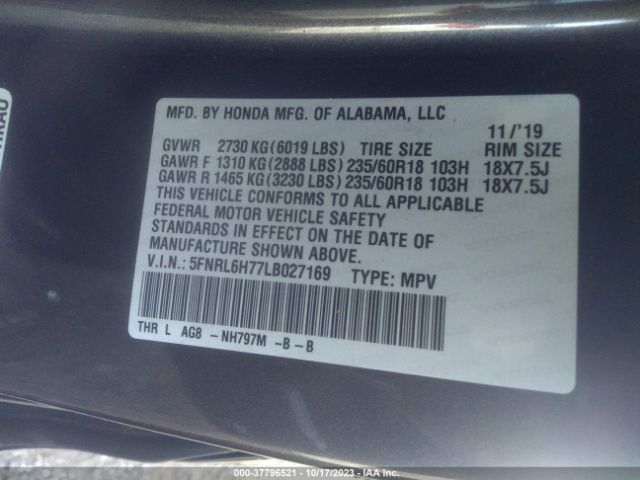 MFD. BY HONDA MFG. OF ALABAMA, LLC
11/'19
GVWR 2730 KG(6019 LBS) TIRE SIZE RIM SIZE
GAWR F 1310 KG(2888 LBS)235/60R18 103H 18X7.5J
GAWR R 1465 KG(3230 LBS)235/60R18 103H 18X7.5J
THIS VEHICLE CONFORMS TO ALL APPLICABLE
FEDERAL MOTOR VEHICLE SAFETY
STANDARDS IN EFFECT ON THE DATE OF
MANUFACTURE SHOWN ABOVE.
V.I.N.: 5FNRL6H77LB027169 TYPE: MPV
THR L AG8 -NH797M -B-B
000-37796521 - 10/17/2023 - IAAI.com